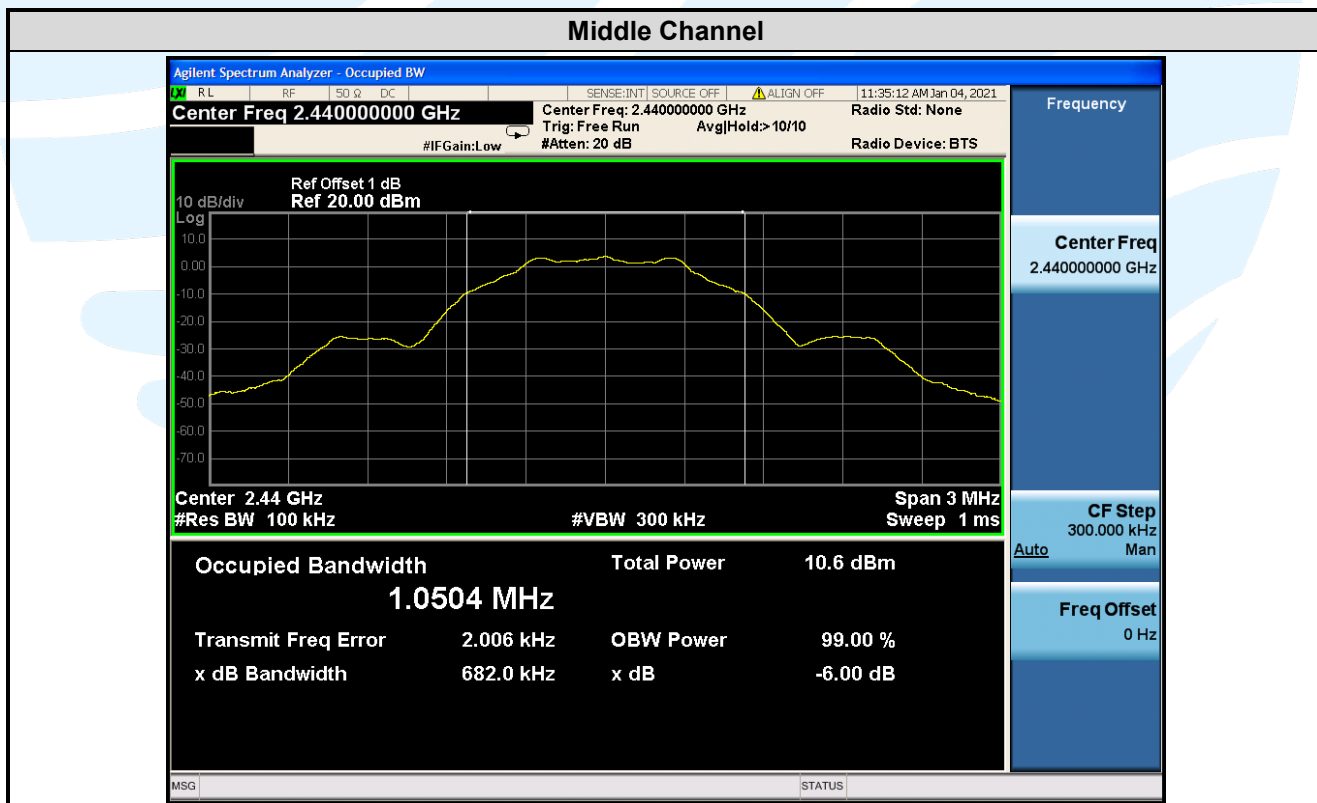 Middle Channel
Agilent Spectrum Analyzer - Occupied BW
LXI RL RF 50 Ω DC SENSE:INT SOURCE OFF ALIGN OFF 11:35:12 AM Jan 04, 2021
Center Freq 2.440000000 GHz
Center Freq: 2.440000000 GHz Radio Std: None
Trig: Free Run Avg|Hold:>10/10
#IFGain:Low #Atten: 20 dB Radio Device: BTS
Ref Offset 1 dB
10 dB/div Ref 20.00 dBm
Log
10.0
0.00
-10.0
-20.0
-30.0
-40.0
-50.0
-60.0
-70.0
Center 2.44 GHz Span 3 MHz
#Res BW 100 kHz #VBW 300 kHz Sweep 1 ms
Occupied Bandwidth Total Power 10.6 dBm
1.0504 MHz
Transmit Freq Error 2.006 kHz OBW Power 99.00 %
x dB Bandwidth 682.0 kHz x dB -6.00 dB
MSG STATUS
Frequency
Center Freq
2.440000000 GHz
CF Step
300.000 kHz
Auto Man
Freq Offset
0 Hz